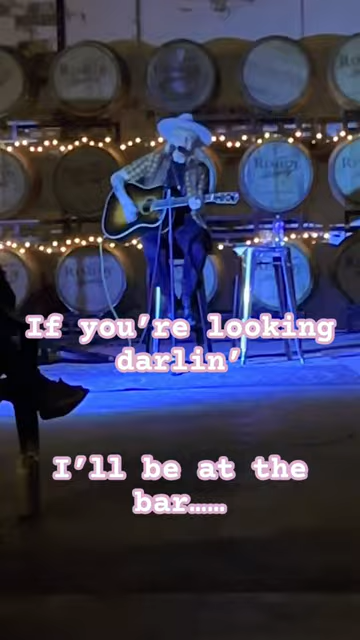 If you're looking
darlin'
I'll be at the
bar......